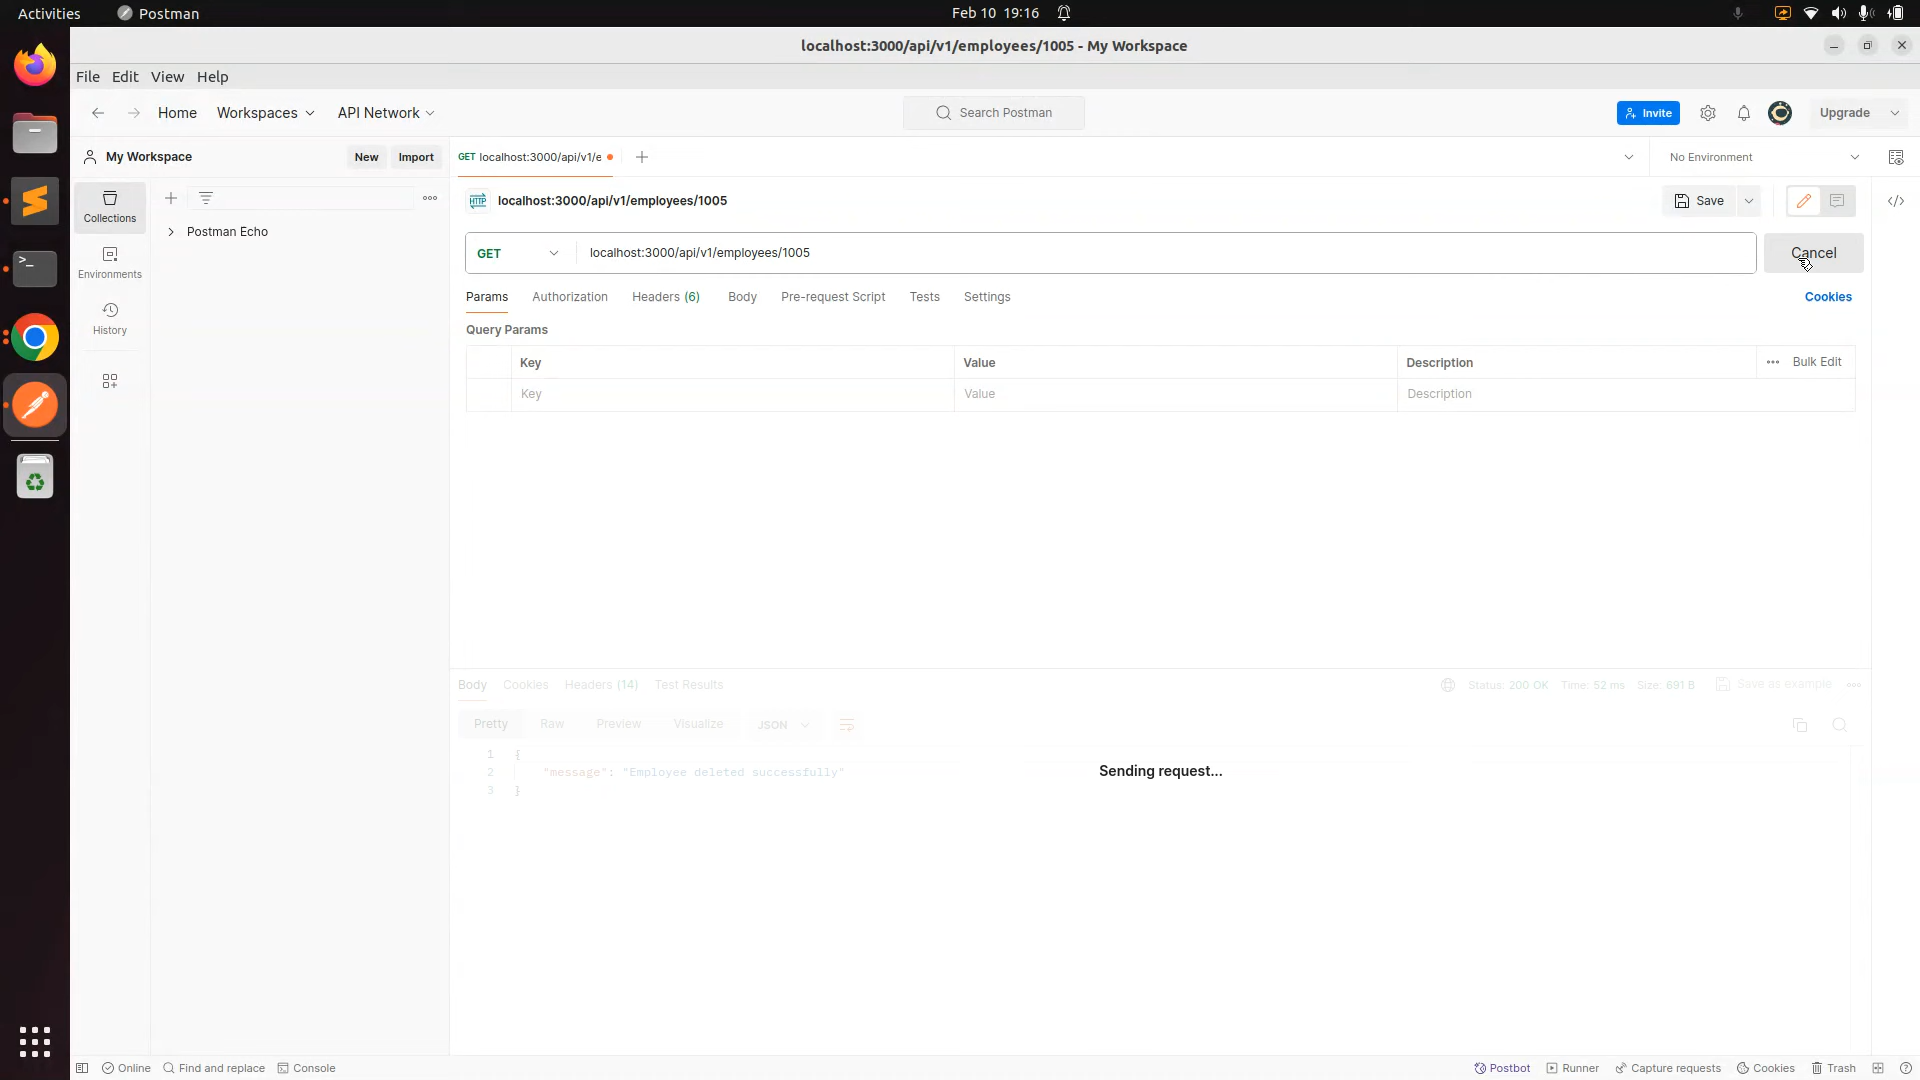 Activities Postman Feb 10 19:16
localhost:3000/api/v1/employees/1005 - My Workspace
File Edit View Help
Home Workspaces API Network Search Postman Invite Upgrade
My Workspace New Import GET localhost:3000/api/v1/e No Environment
HTTP localhost:3000/api/v1/employees/1005 Save
Collections
Postman Echo
GET localhost:3000/api/v1/employees/1005 Cancel
Environments
Params Authorization Headers (6) Body Pre-request Script Tests Settings Cookies
History
Query Params
Key Value Description Bulk Edit
Key Value Description
Body Cookies Headers (14) Test Results Status: 200 OK Time: 52 ms Size: 691 B Save as example
Pretty Raw Preview Visualize JSON
1 {
2 "message": "Employee deleted successfully"
Sending request...
3 }
Online Find and replace Console Postbot Runner Capture requests Cookies Trash